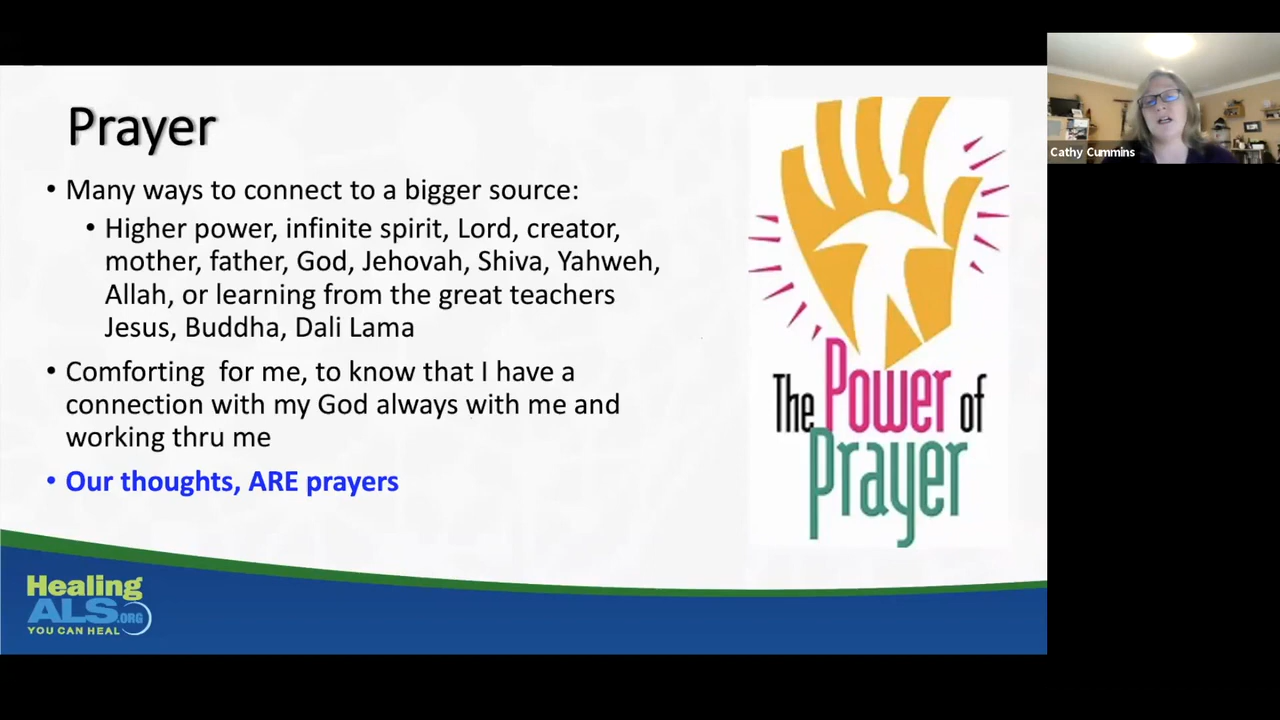 Prayer
• Many ways to connect to a bigger source:
• Higher power, infinite spirit, Lord, creator,
mother, father, God, Jehovah, Shiva, Yahweh,
Allah, or learning from the great teachers
Jesus, Buddha, Dali Lama
• Comforting  for me, to know that I have a
connection with my God always with me and
working thru me
• Our thoughts, ARE prayers
The Power of
Prayer
Healing
ALS.ORG
YOU CAN HEAL
Cathy Cummins